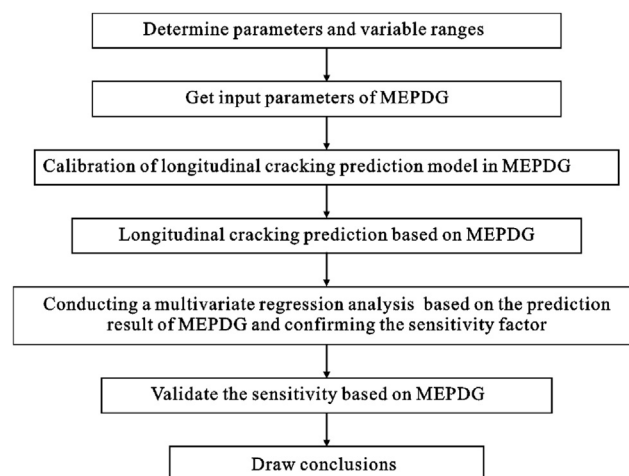 Determine parameters and variable ranges
Get input parameters of MEPDG
Calibration of longitudinal cracking prediction model in MEPDG
Longitudinal cracking prediction based on MEPDG
Conducting a multivariate regression analysis based on the prediction
result of MEPDG and confirming the sensitivity factor
Validate the sensitivity based on MEPDG
Draw conclusions